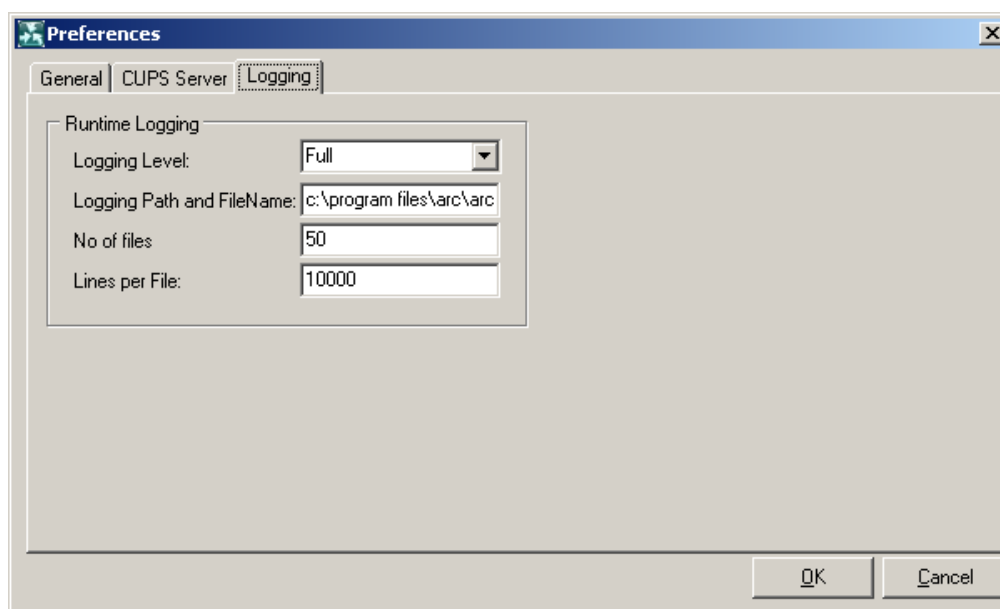 Preferences
General CUPS Server Logging
Runtime Logging
Logging Level: Full
Logging Path and FileName: c:\program files\arc\arc
No of files 50
Lines per File: 10000
OK Cancel